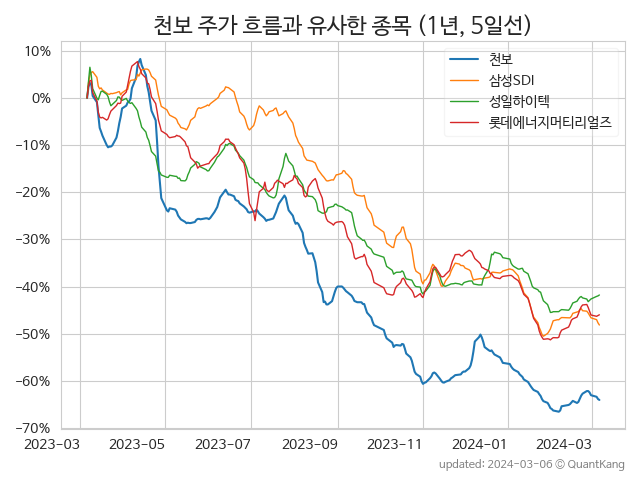 천보 주가 흐름과 유사한 종목 (1년, 5일선)
천보
삼성SDI
성일하이텍
롯데에너지머티리얼즈
10%
0%
−10%
−20%
−30%
−40%
−50%
−60%
−70%
2023-03 2023-05 2023-07 2023-09 2023-11 2024-01 2024-03
updated: 2024-03-06 © QuantKang